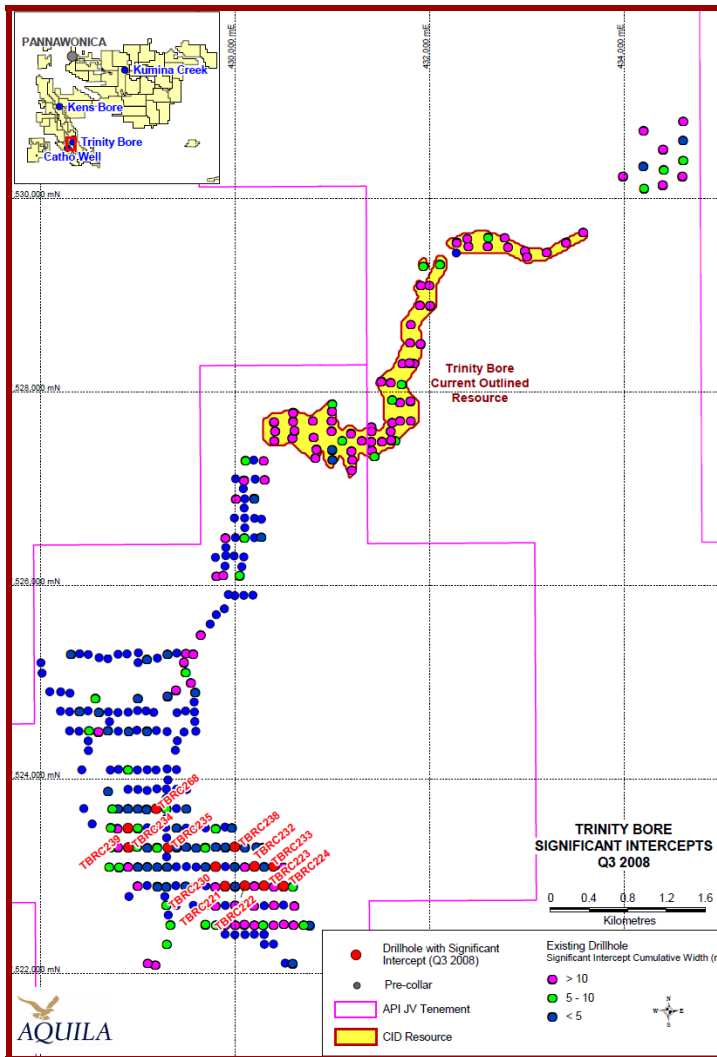 PANNAWONICA
Kumina Creek
Kens Bore
Trinity Bore
Catho Well
430,000 mE
432,000 mE
434,000 mE
,530,000 mN
,528,000 mN
,526,000 mN
,524,000 mN
,522,000 mN
Trinity Bore
Current Outlined
Resource
TBRC268
TBRC234
TBRC239
TBRC235
TBRC238
TBRC232
TBRC233
TBRC223
TBRC224
TBRC230
TBRC221
TBRC222
TRINITY BORE
SIGNIFICANT INTERCEPTS
Q3 2008
0 0.4 0.8 1.2 1.6
Kilometres
Drillhole with Significant
Intercept (Q3 2008)
Pre-collar
API JV Tenement
CID Resource
Existing Drillhole
Significant Intercept Cumulative Width (m
> 10
5 - 10
< 5
N
W E
S
AQUILA